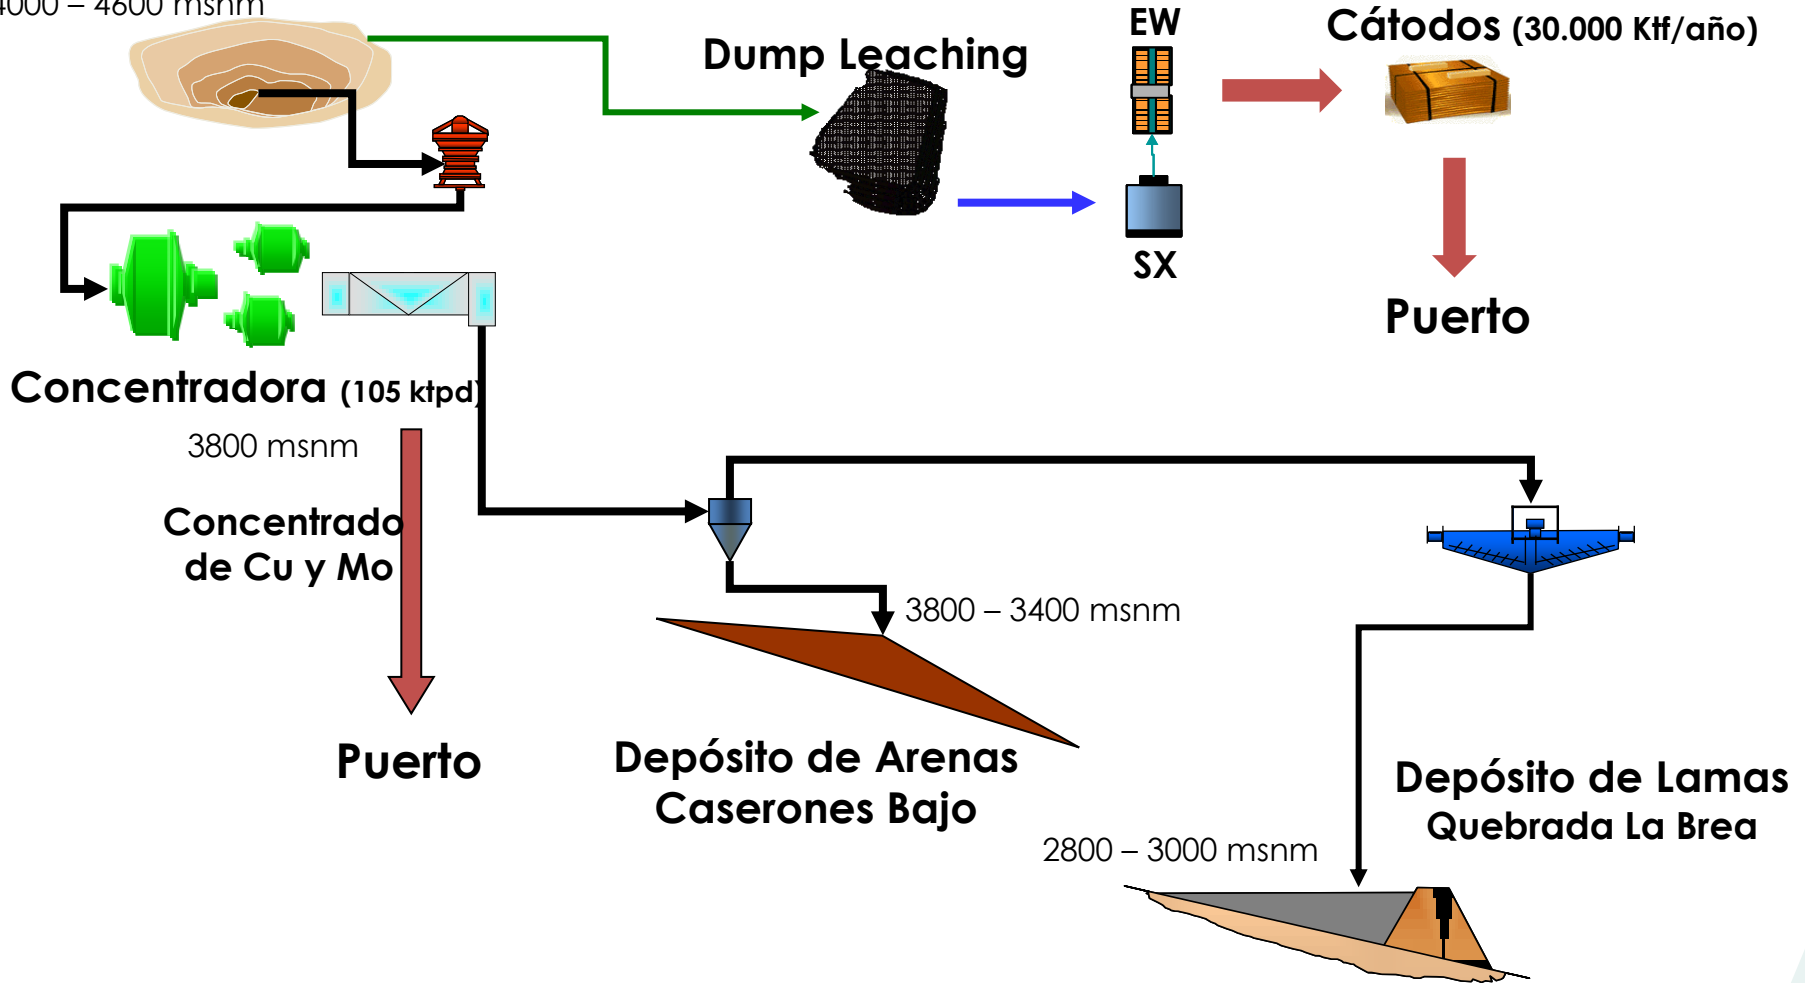 4000 – 4600 msnm
EW
Cátodos (30.000 Ktf/año)
Dump Leaching
SX
Puerto
Concentradora (105 ktpd)
3800 msnm
Concentrado
de Cu y Mo
3800 – 3400 msnm
Puerto
Depósito de Arenas
Caserones Bajo
Depósito de Lamas
Quebrada La Brea
2800 – 3000 msnm